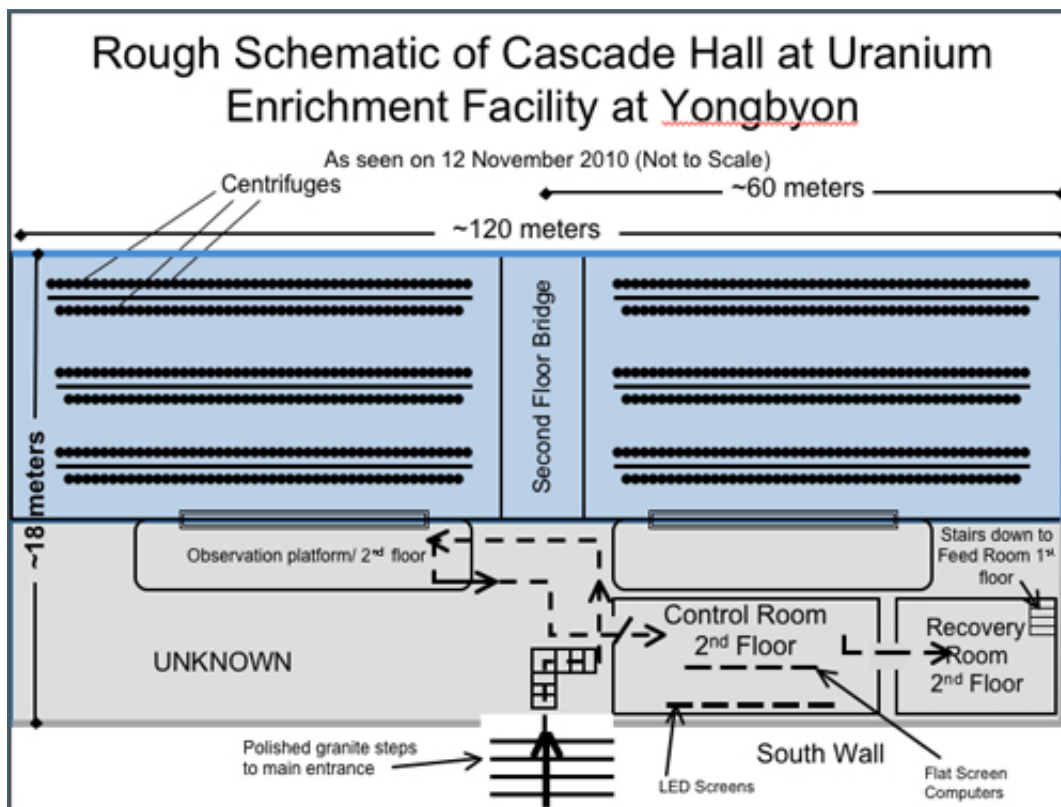 Rough Schematic of Cascade Hall at Uranium
Enrichment Facility at Yongbyon
As seen on 12 November 2010 (Not to Scale)
Centrifuges
~60 meters
~120 meters
Second Floor Bridge
~18 meters
Observation platform/ 2nd floor
Stairs down to
Feed Room 1st
floor
Control Room
2nd Floor
Recovery
Room
2nd Floor
UNKNOWN
Polished granite steps
to main entrance
South Wall
LED Screens
Flat Screen
Computers